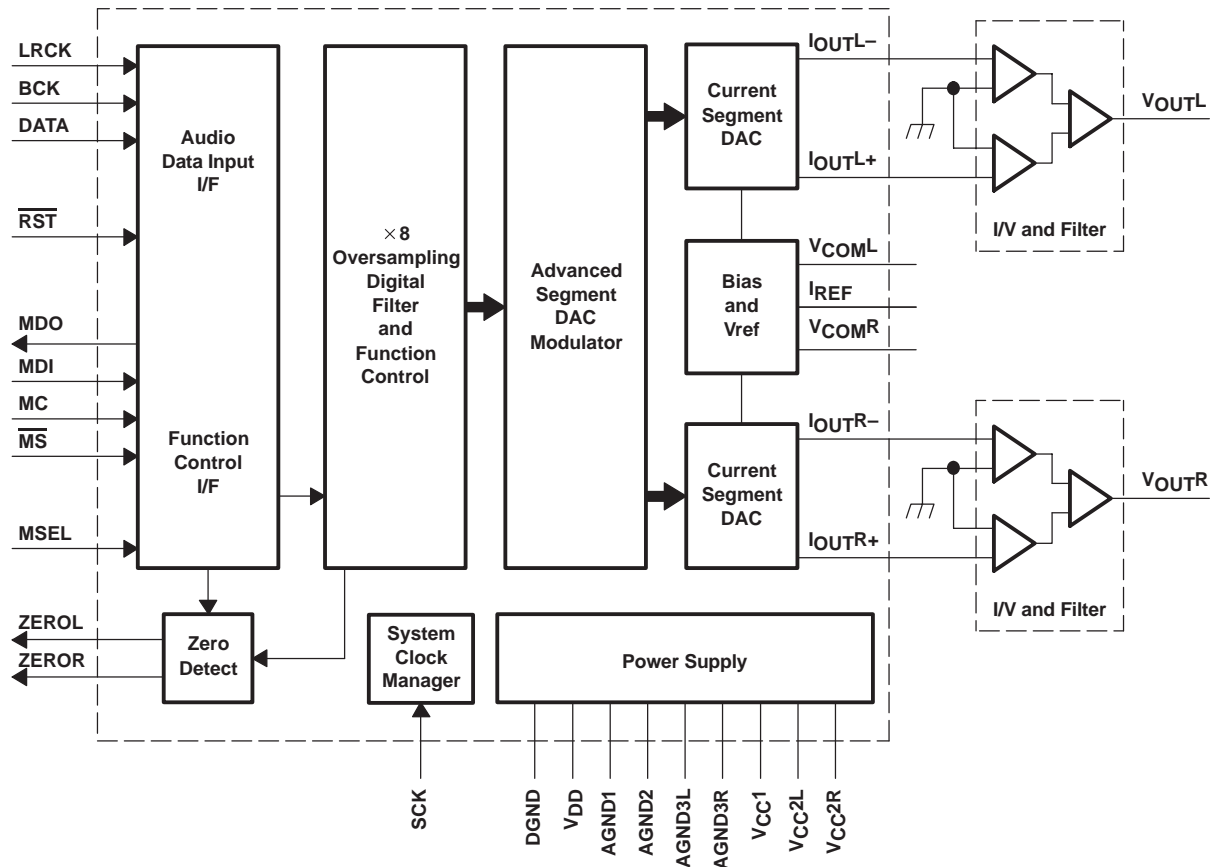 LRCK
BCK
DATA
RST
MDO
MDI
MC
MS
MSEL
ZEROL
ZEROR
Audio
Data Input
I/F
Function
Control
I/F
×8
Oversampling
Digital
Filter
and
Function
Control
Advanced
Segment
DAC
Modulator
Current
Segment
DAC
Bias
and
Vref
Current
Segment
DAC
IOUTL–
IOUTL+
VCOML
IREF
VCOMR
IOUTR–
IOUTR+
VOUTL
I/V and Filter
VOUTR
I/V and Filter
Zero
Detect
System
Clock
Manager
Power Supply
SCK
DGND
VDD
AGND1
AGND2
AGND3L
AGND3R
VCC1
VCC2L
VCC2R